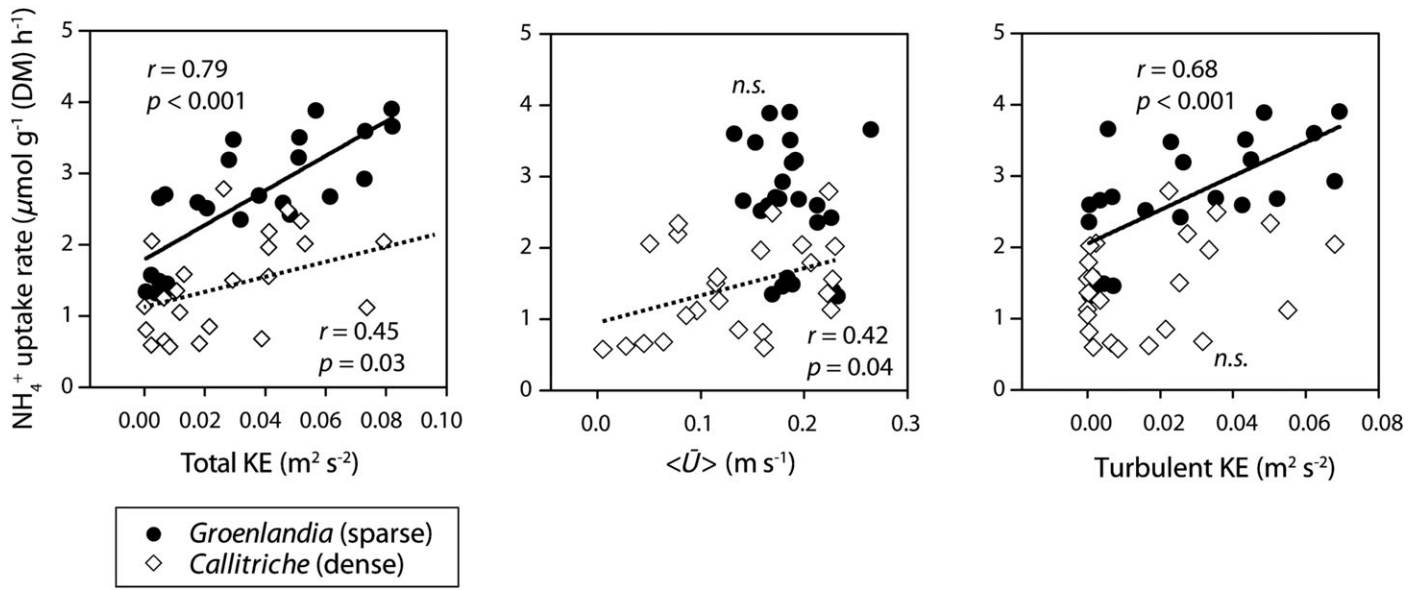 NH₄⁺ uptake rate (µmol g⁻¹ (DM) h⁻¹)
5
4
3
2
1
0
r = 0.79
p < 0.001
r = 0.45
p = 0.03
0.00 0.02 0.04 0.06 0.08 0.10
Total KE (m² s⁻²)
5
4
3
2
1
0
n.s.
r = 0.42
p = 0.04
0.0 0.1 0.2 0.3
<Ū> (m s⁻¹)
5
4
3
2
1
0
r = 0.68
p < 0.001
n.s.
0.00 0.02 0.04 0.06 0.08
Turbulent KE (m² s⁻²)
Groenlandia (sparse)
Callitriche (dense)